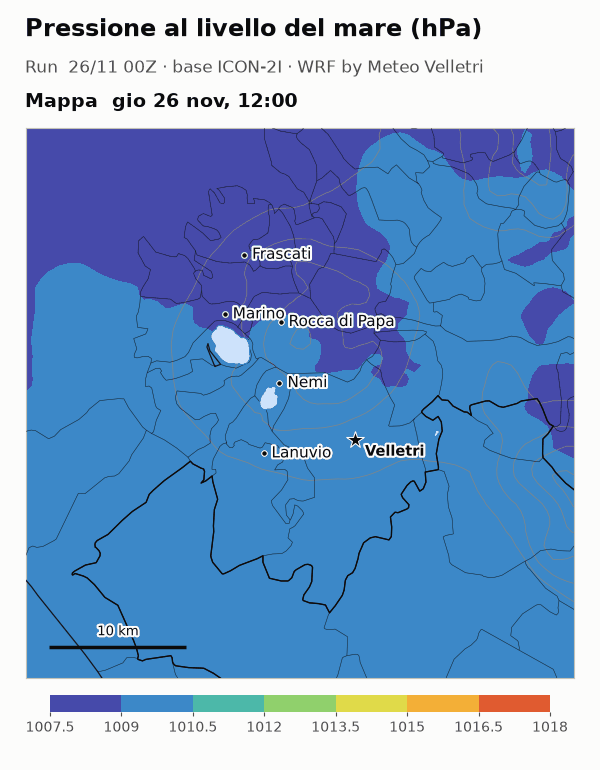 Pressione al livello del mare (hPa)
Run  26/11 00Z · base ICON-2I · WRF by Meteo Velletri
Mappa  gio 26 nov, 12:00
Frascati
Marino
Rocca di Papa
Nemi
Velletri
Lanuvio
10 km
1007.5 1009 1010.5 1012 1013.5 1015 1016.5 1018